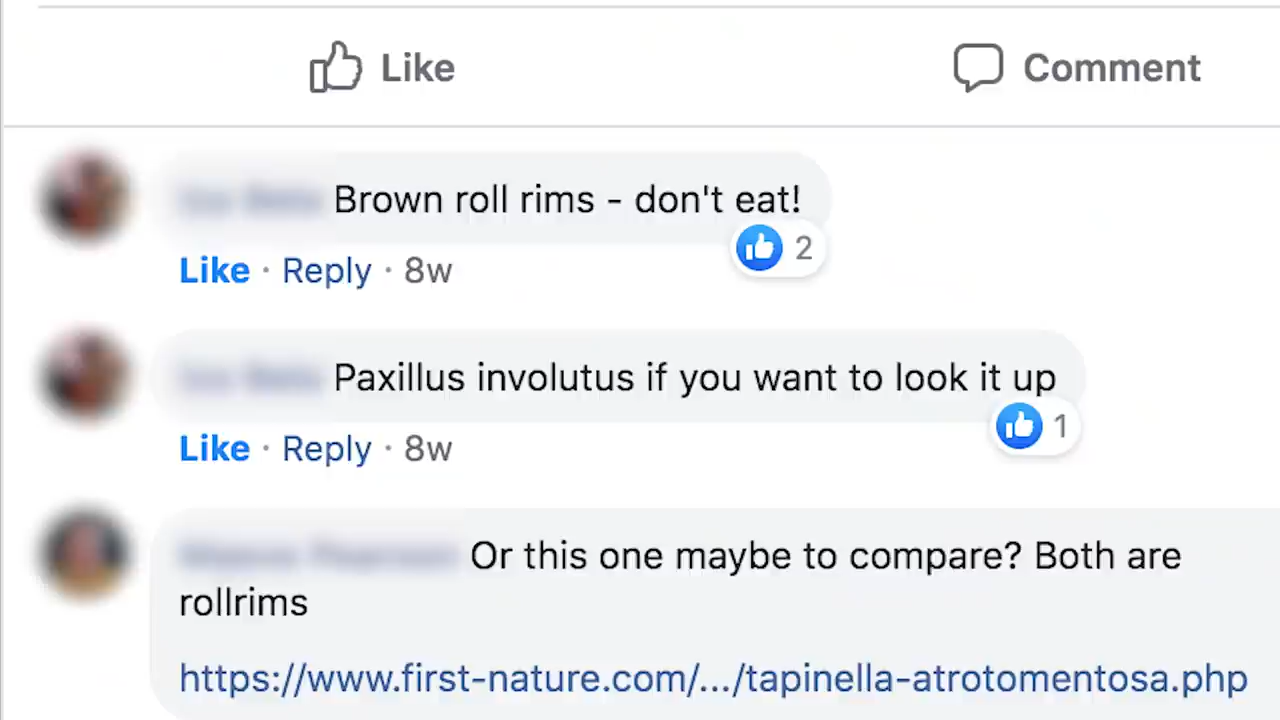 Like
Comment
Brown roll rims - don't eat!
2
Like · Reply · 8w
Paxillus involutus if you want to look it up
1
Like · Reply · 8w
Or this one maybe to compare? Both are
rollrims
https://www.first-nature.com/.../tapinella-atrotomentosa.php